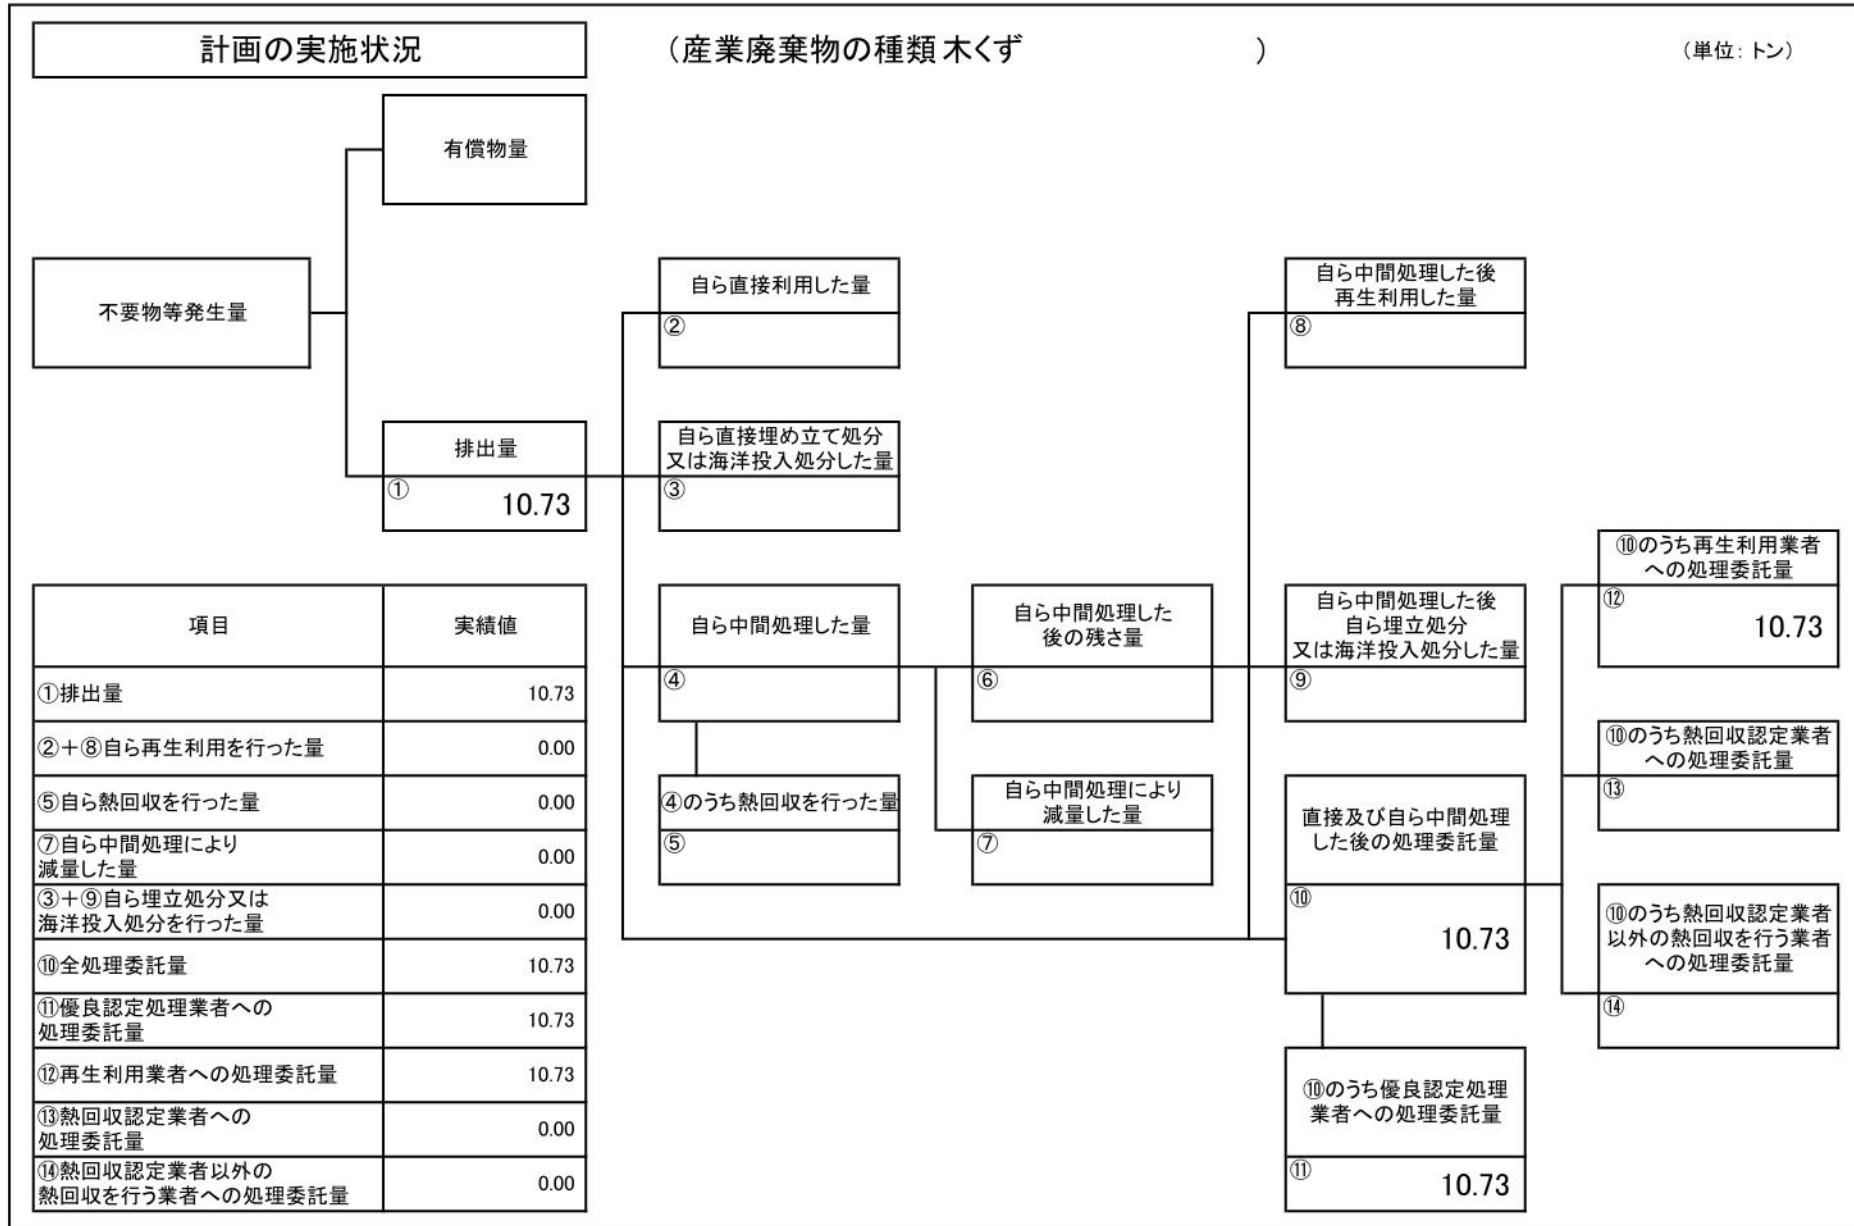 計画の実施状況
（産業廃棄物の種類 木くず　　　　　）
（単位：トン）
有償物量
不要物等発生量
自ら直接利用した量
②
自ら中間処理した後
再生利用した量
⑧
排出量
① 10.73
自ら直接埋め立て処分
又は海洋投入処分した量
③
⑩のうち再生利用業者
への処理委託量
⑫ 10.73
自ら中間処理した量
④
自ら中間処理した
後の残さ量
⑥
自ら中間処理した後
自ら埋立処分
又は海洋投入処分した量
⑨
⑩のうち熱回収認定業者
への処理委託量
⑬
④のうち熱回収を行った量
⑤
自ら中間処理により
減量した量
⑦
直接及び自ら中間処理
した後の処理委託量
⑩ 10.73
⑩のうち熱回収認定業者
以外の熱回収を行う業者
への処理委託量
⑭
⑩のうち優良認定処理
業者への処理委託量
⑪ 10.73
項目 実績値
①排出量 10.73
②＋⑧自ら再生利用を行った量 0.00
⑤自ら熱回収を行った量 0.00
⑦自ら中間処理により
減量した量 0.00
③＋⑨自ら埋立処分又は
海洋投入処分を行った量 0.00
⑩全処理委託量 10.73
⑪優良認定処理業者への
処理委託量 10.73
⑫再生利用業者への処理委託量 10.73
⑬熱回収認定業者への
処理委託量 0.00
⑭熱回収認定業者以外の
熱回収を行う業者への処理委託量 0.00